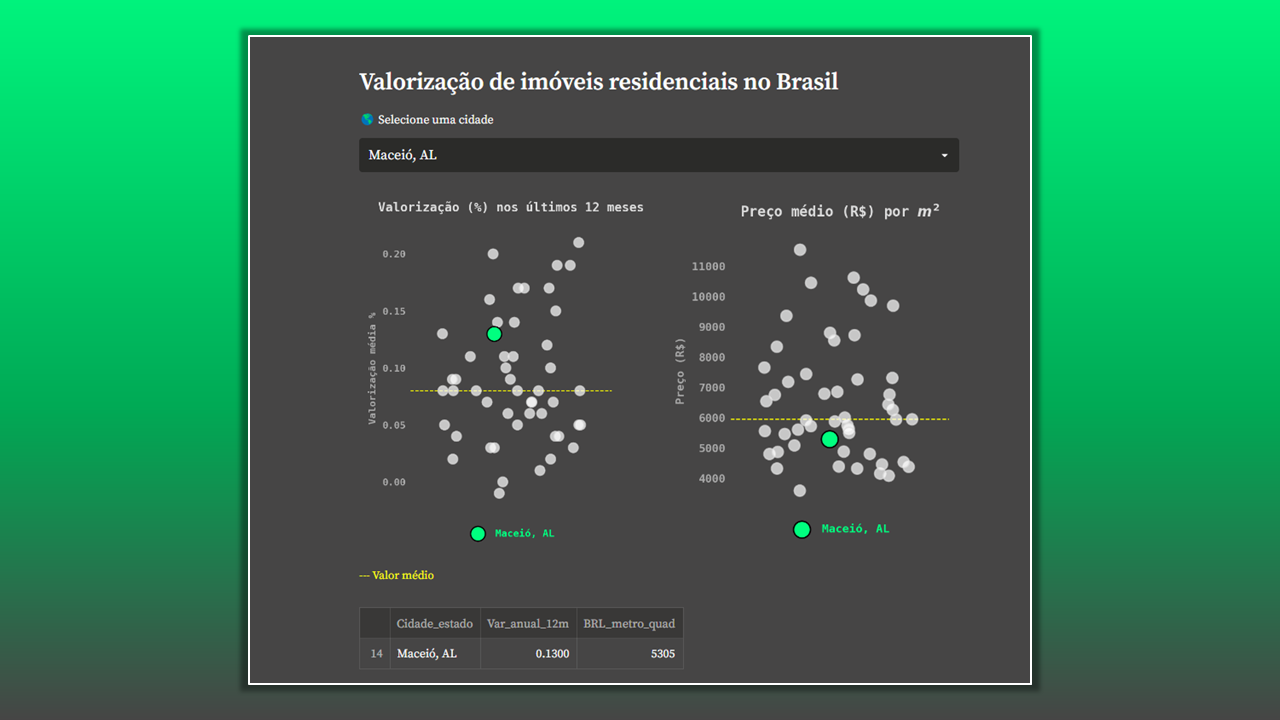 Valorização de imóveis residenciais no Brasil
Selecione uma cidade
Maceió, AL
Valorização (%) nos últimos 12 meses
Valorização média %
0.20
0.15
0.10
0.05
0.00
Maceió, AL
Preço médio (R$) por m²
Preço (R$)
11000
10000
9000
8000
7000
6000
5000
4000
Maceió, AL
--- Valor médio
Cidade_estado Var_anual_12m BRL_metro_quad
14 Maceió, AL 0.1300 5305